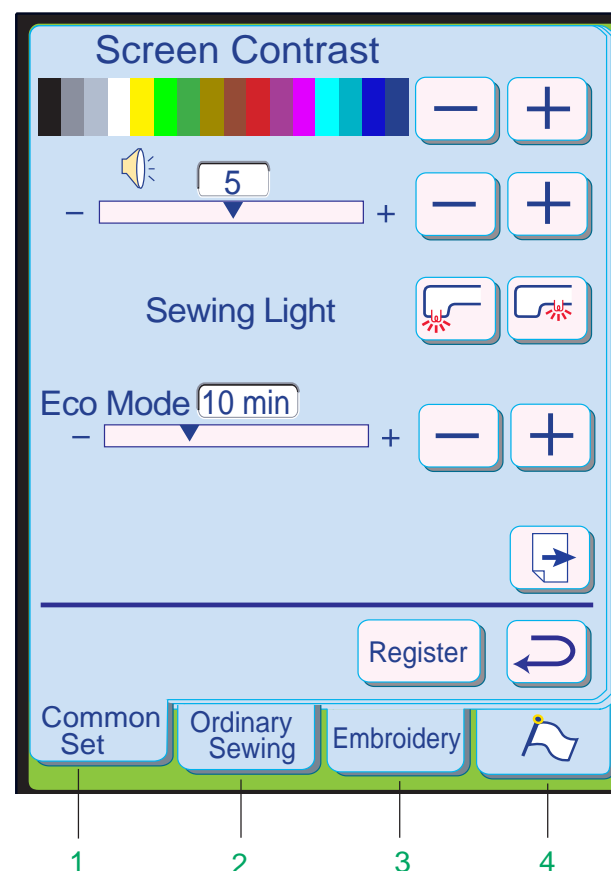 Screen Contrast
− +
5
− +
− +
Sewing Light
Eco Mode 10 min
− +
− +
Register
Common
Set
Ordinary
Sewing
Embroidery
1 2 3 4